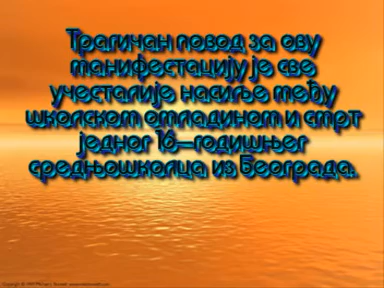 Трагичан повод за ову
манифестацију је све
учесталије насиље међу
школском омладином и смрт
једног 16–годишњег
средњошколца из Београда.